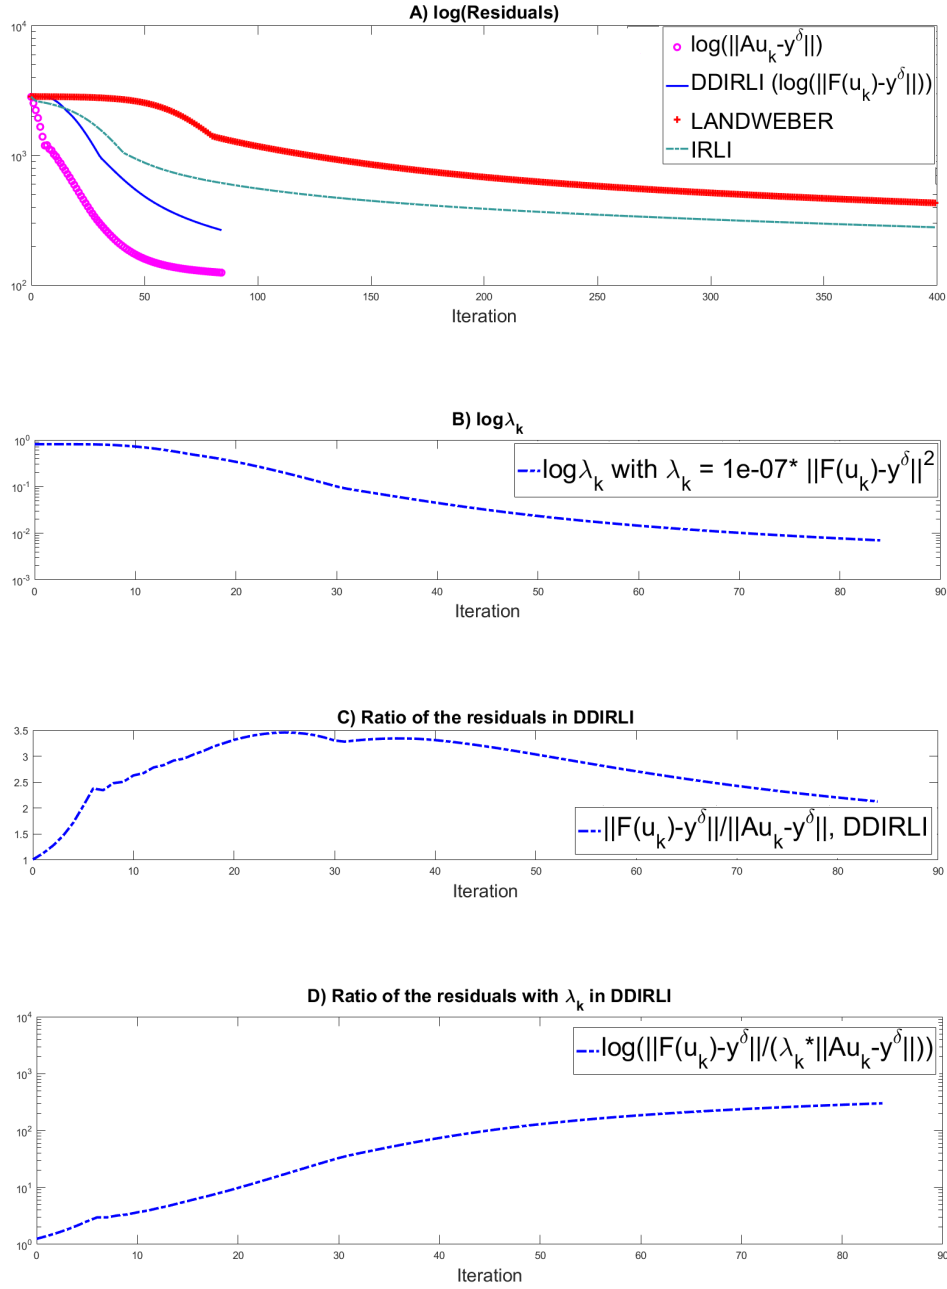 A) log(Residuals)
10^4
10^3
10^2
log(||Au_k-y^δ||)
DDIRLI (log(||F(u_k)-y^δ||))
LANDWEBER
IRLI
0 50 100 150 200 250 300 350 400
Iteration
B) logλ_k
10^0
10^-1
10^-2
10^-3
logλ_k with λ_k = 1e-07* ||F(u_k)-y^δ||^2
0 10 20 30 40 50 60 70 80 90
Iteration
C) Ratio of the residuals in DDIRLI
3.5
3
2.5
2
1.5
1
||F(u_k)-y^δ||/||Au_k-y^δ||, DDIRLI
0 10 20 30 40 50 60 70 80 90
Iteration
D) Ratio of the residuals with λ_k in DDIRLI
10^4
10^3
10^2
10^1
10^0
log(||F(u_k)-y^δ||/(λ_k*||Au_k-y^δ||))
0 10 20 30 40 50 60 70 80 90
Iteration